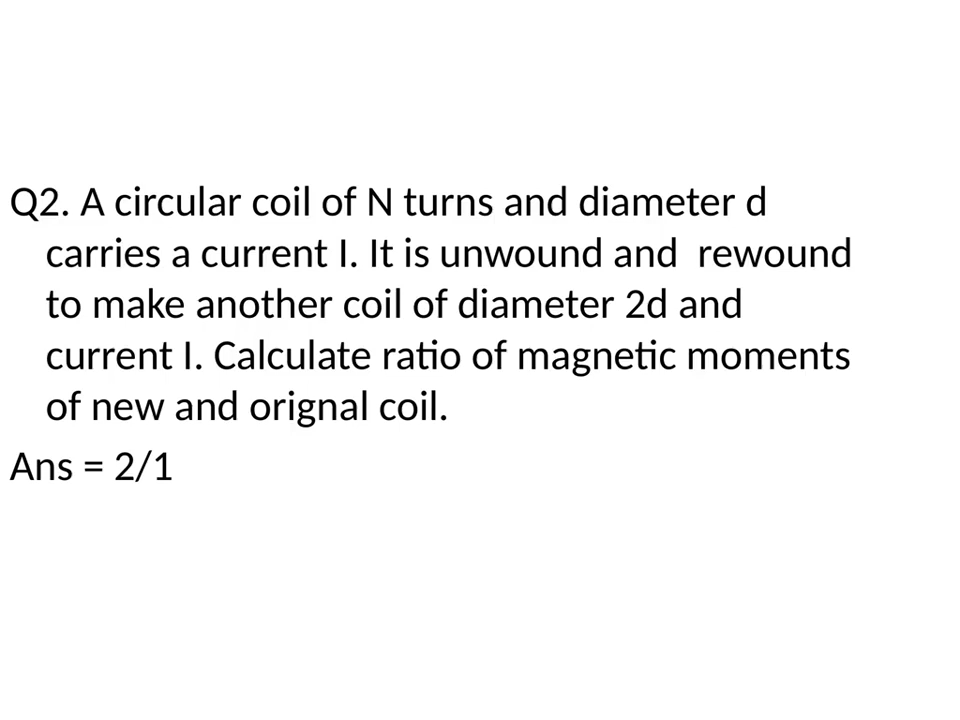 Q2. A circular coil of N turns and diameter d
carries a current I. It is unwound and  rewound
to make another coil of diameter 2d and
current I. Calculate ratio of magnetic moments
of new and orignal coil.
Ans = 2/1